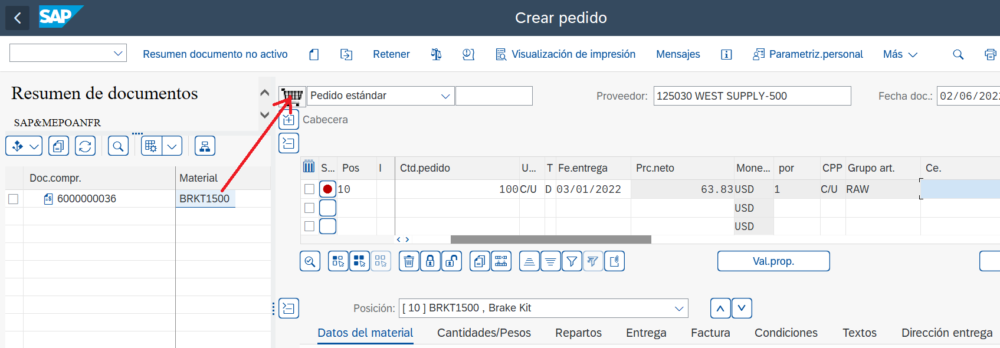 SAP
Crear pedido
Resumen documento no activo
Retener
Visualización de impresión
Mensajes
Parametriz.personal
Más
Resumen de documentos
SAP&MEPOANFR
Pedido estándar
Proveedor: 125030 WEST SUPPLY-500
Fecha doc.: 02/06/2022
Cabecera
Doc.compr. Material
6000000036 BRKT1500
S... Pos I Ctd.pedido U... T Fe.entrega Prc.neto Mone... por CPP Grupo art. Ce.
10 100 C/U D 03/01/2022 63.83 USD 1 C/U RAW
USD
USD
Val.prop.
Posición: [ 10 ] BRKT1500 , Brake Kit
Datos del material Cantidades/Pesos Repartos Entrega Factura Condiciones Textos Dirección entrega